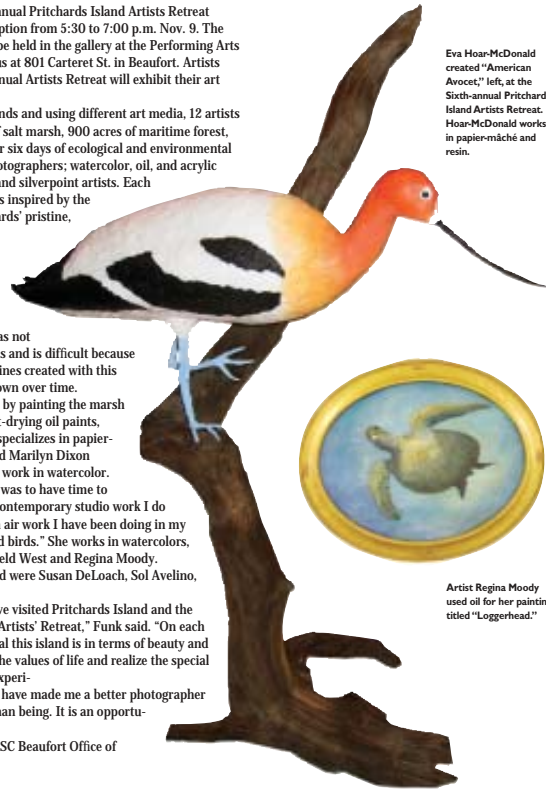 nnual Pritchards Island Artists Retreat
ption from 5:30 to 7:00 p.m. Nov. 9. The
be held in the gallery at the Performing Arts
us at 801 Carteret St. in Beaufort. Artists
nual Artists Retreat will exhibit their art
nds and using different art media, 12 artists
f salt marsh, 900 acres of maritime forest,
r six days of ecological and environmental
otographers; watercolor, oil, and acrylic
and silverpoint artists. Each
s inspired by the
ards' pristine,
as not
s and is difficult because
ines created with this
own over time.
by painting the marsh
t-drying oil paints,
specializes in papier-
d Marilyn Dixon
work in watercolor.
was to have time to
contemporary studio work I do
n air work I have been doing in my
d birds." She works in watercolors,
eld West and Regina Moody.
d were Susan DeLoach, Sol Avelino,
ve visited Pritchards Island and the
Artists' Retreat," Funk said. "On each
al this island is in terms of beauty and
he values of life and realize the special
experi-
have made me a better photographer
man being. It is an opportu-
SC Beaufort Office of
Eva Hoar-McDonald
created "American
Avocet," left, at the
Sixth-annual Pritchard
Island Artists Retreat.
Hoar-McDonald works
in papier-mâché and
resin.
Artist Regina Moody
used oil for her paintin
titled "Loggerhead."